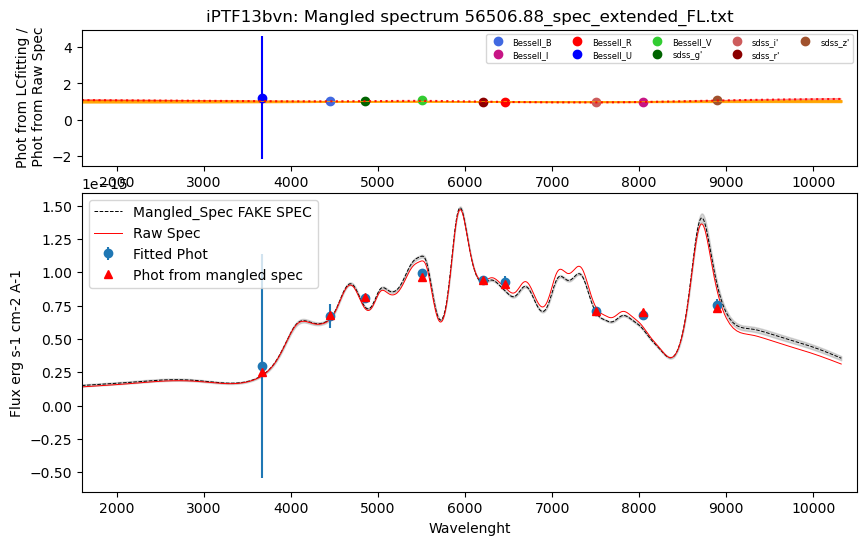 iPTF13bvn: Mangled spectrum 56506.88_spec_extended_FL.txt
Phot from LCfitting /
Phot from Raw Spec
4
2
0
−2
Bessell_B
Bessell_R
Bessell_V
sdss_i'
sdss_z'
Bessell_I
Bessell_U
sdss_g'
sdss_r'
2000 3000 4000 5000 6000 7000 8000 9000 10000
1e−15
Flux erg s-1 cm-2 A-1
1.50
1.25
1.00
0.75
0.50
0.25
0.00
−0.25
−0.50
Mangled_Spec FAKE SPEC
Raw Spec
Fitted Phot
Phot from mangled spec
2000 3000 4000 5000 6000 7000 8000 9000 10000
Wavelenght